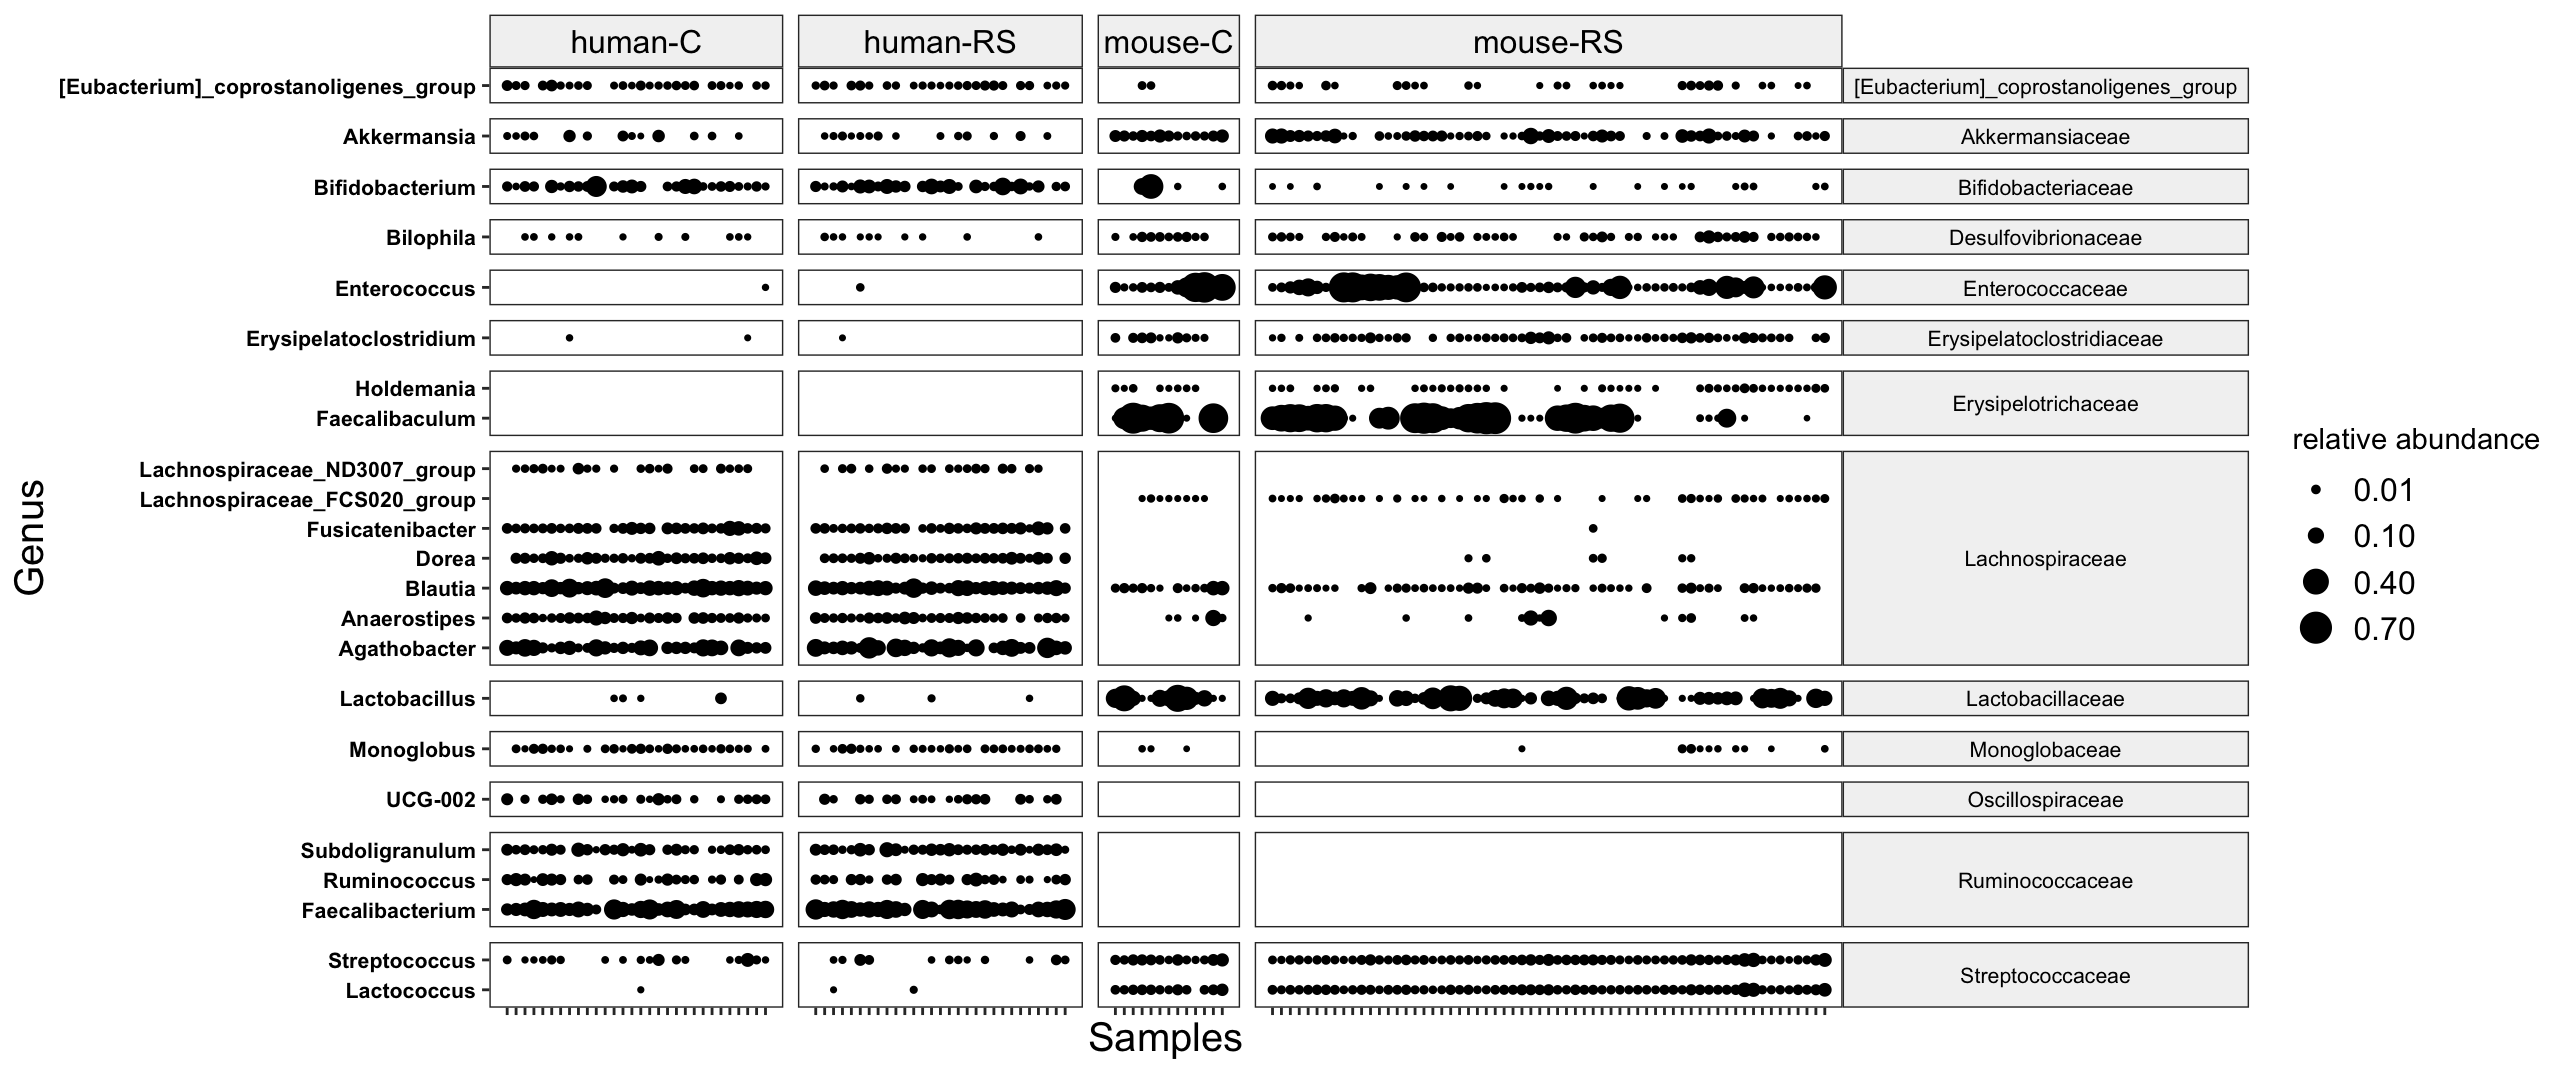 human-C human-RS mouse-C mouse-RS
[Eubacterium]_coprostanoligenes_group [Eubacterium]_coprostanoligenes_group
Akkermansia Akkermansiaceae
Bifidobacterium Bifidobacteriaceae
Bilophila Desulfovibrionaceae
Enterococcus Enterococcaceae
Erysipelatoclostridium Erysipelatoclostridiaceae
Holdemania
Erysipelotrichaceae
Faecalibaculum
Lachnospiraceae_ND3007_group
Lachnospiraceae_FCS020_group
Fusicatenibacter
Dorea Lachnospiraceae
Blautia
Anaerostipes
Agathobacter
Lactobacillus Lactobacillaceae
Monoglobus Monoglobaceae
UCG-002 Oscillospiraceae
Subdoligranulum
Ruminococcus Ruminococcaceae
Faecalibacterium
Streptococcus
Streptococcaceae
Lactococcus
Genus
Samples
relative abundance
0.01
0.10
0.40
0.70